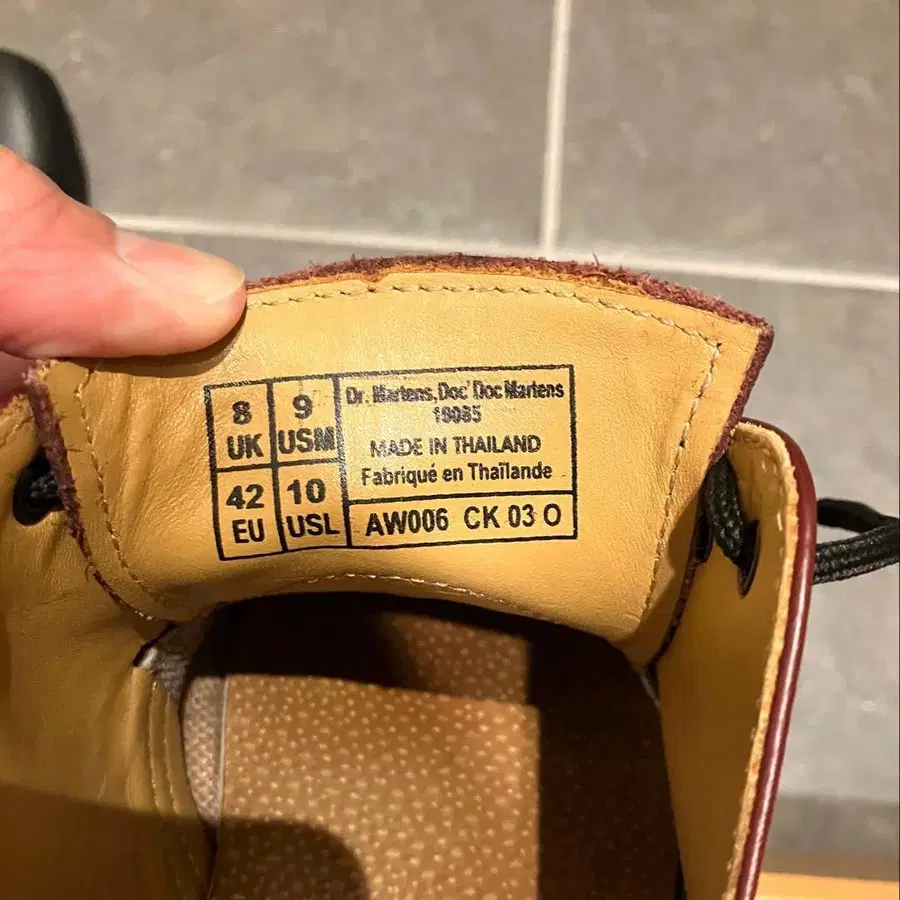 8 UK
9 USM
42 EU
10 USL
Dr. Martens, Doc' Doc Martens
10085
MADE IN THAILAND
Fabriqué en Thaïlande
AW006 CK 03 O